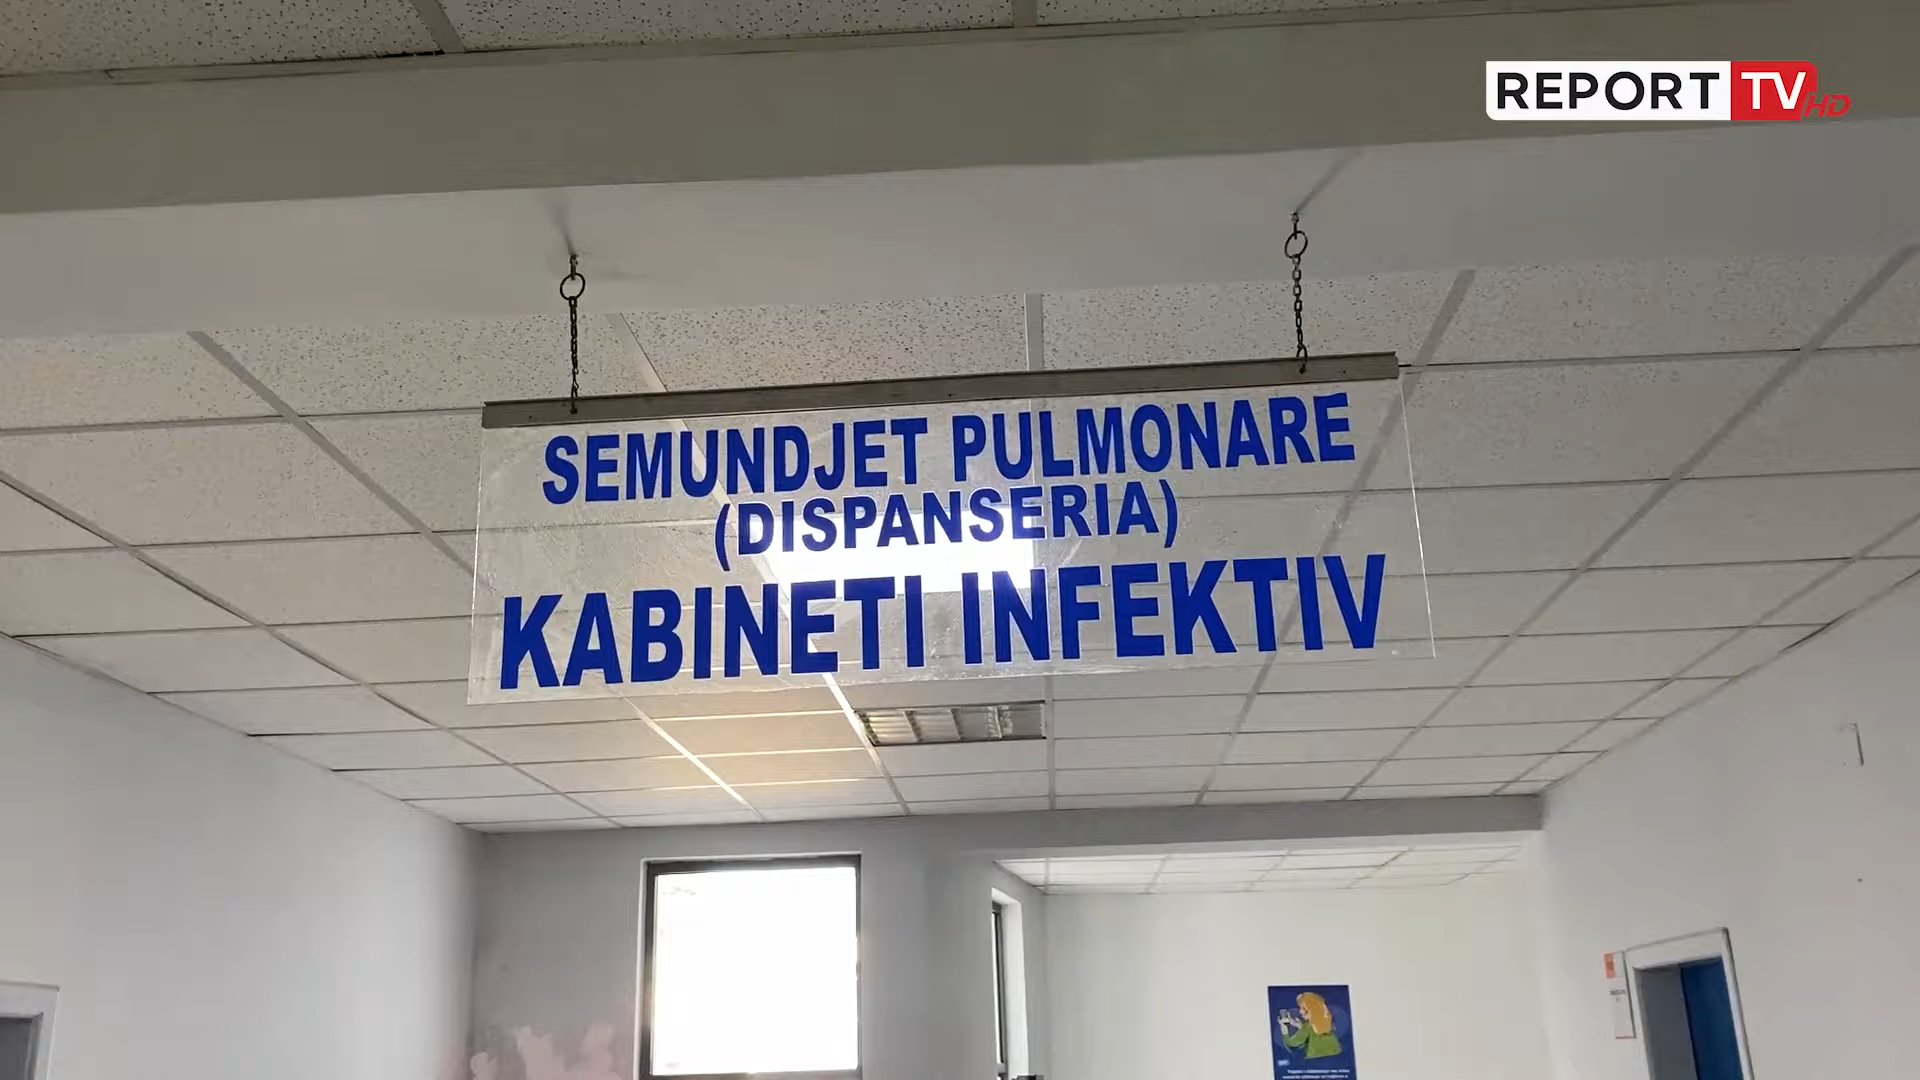 REPORT TV HD
SEMUNDJET PULMONARE
(DISPANSERIA)
KABINETI INFEKTIV